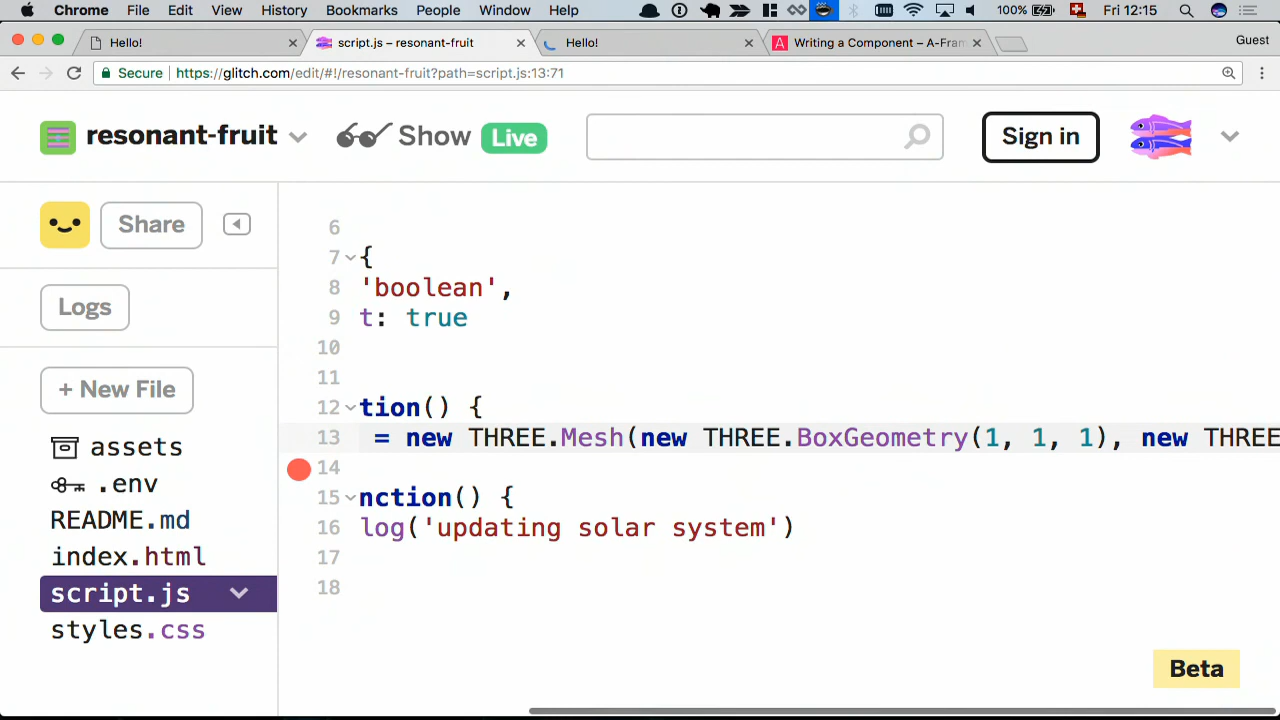 Chrome File Edit View History Bookmarks People Window Help 100% Fri 12:15
Hello! script.js – resonant-fruit Hello! Writing a Component – A-Fram Guest
Secure https://glitch.com/edit/#!/resonant-fruit?path=script.js:13:71
resonant-fruit Show Live Sign in
Share
Logs
+ New File
assets
.env
README.md
index.html
script.js
styles.css
6
7 {
8 'boolean',
9 t: true
10
11
12 tion() {
13 = new THREE.Mesh(new THREE.BoxGeometry(1, 1, 1), new THREE
14
15 nction() {
16 log('updating solar system')
17
18
Beta